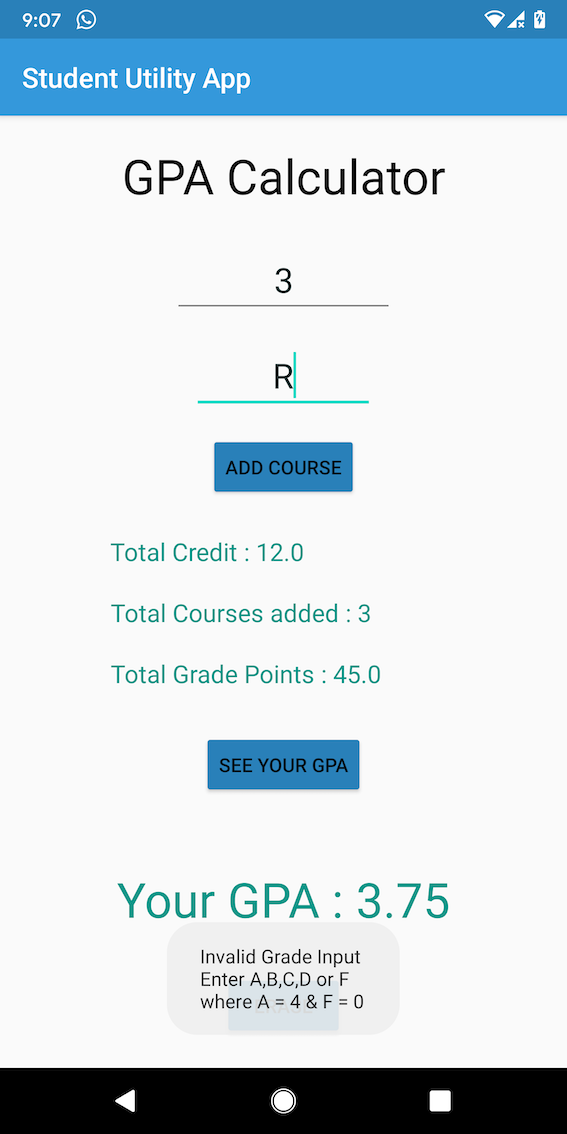 9:07
Student Utility App
GPA Calculator
3
R
ADD COURSE
Total Credit : 12.0
Total Courses added : 3
Total Grade Points : 45.0
SEE YOUR GPA
Your GPA : 3.75
Invalid Grade Input
Enter A,B,C,D or F
where A = 4 & F = 0